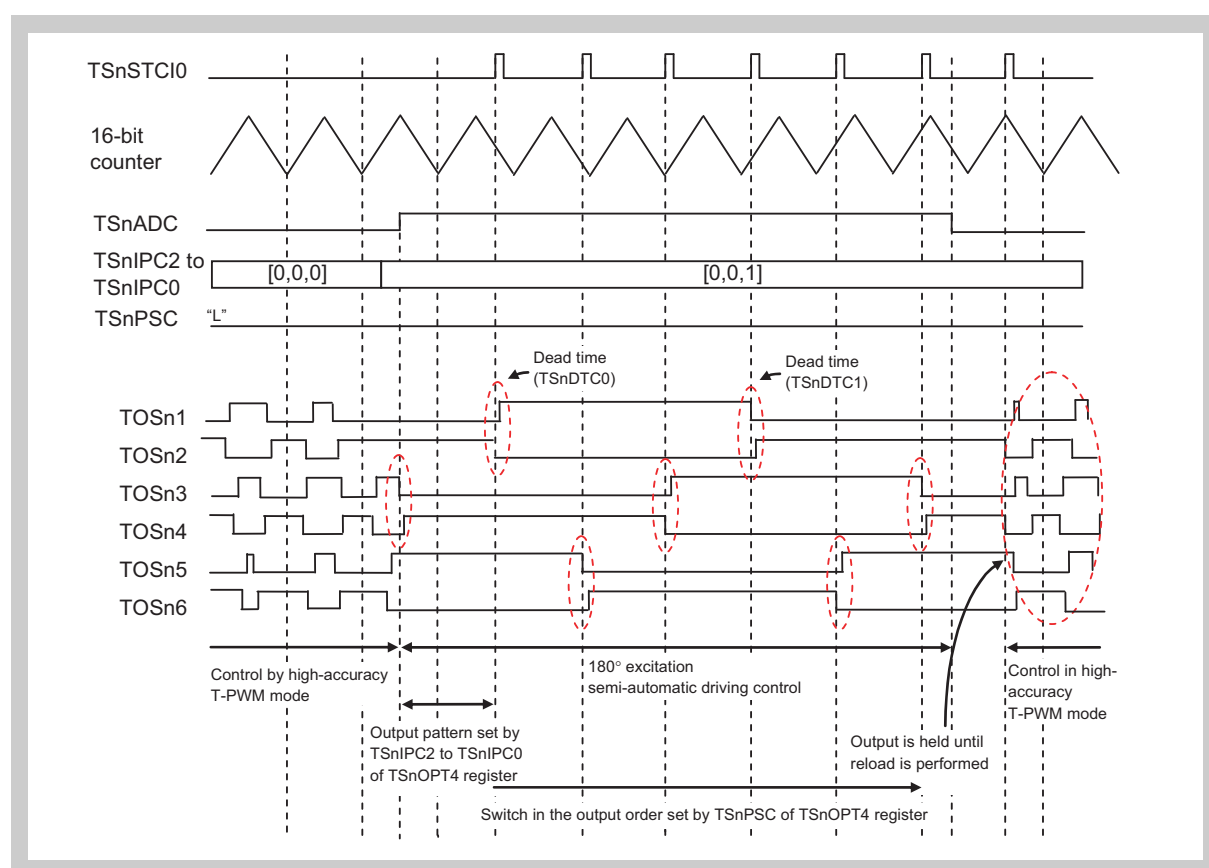 TSnSTCI0
16-bit
counter
TSnADC
TSnIPC2 to
TSnIPC0
[0,0,0]
[0,0,1]
TSnPSC
“L”
Dead time
(TSnDTC0)
Dead time
(TSnDTC1)
TOSn1
TOSn2
TOSn3
TOSn4
TOSn5
TOSn6
Control by high-accuracy
T-PWM mode
180° excitation
semi-automatic driving control
Control in high-
accuracy
T-PWM mode
Output pattern set by
TSnIPC2 to TSnIPC0
of TSnOPT4 register
Output is held until
reload is performed
Switch in the output order set by TSnPSC of TSnOPT4 register